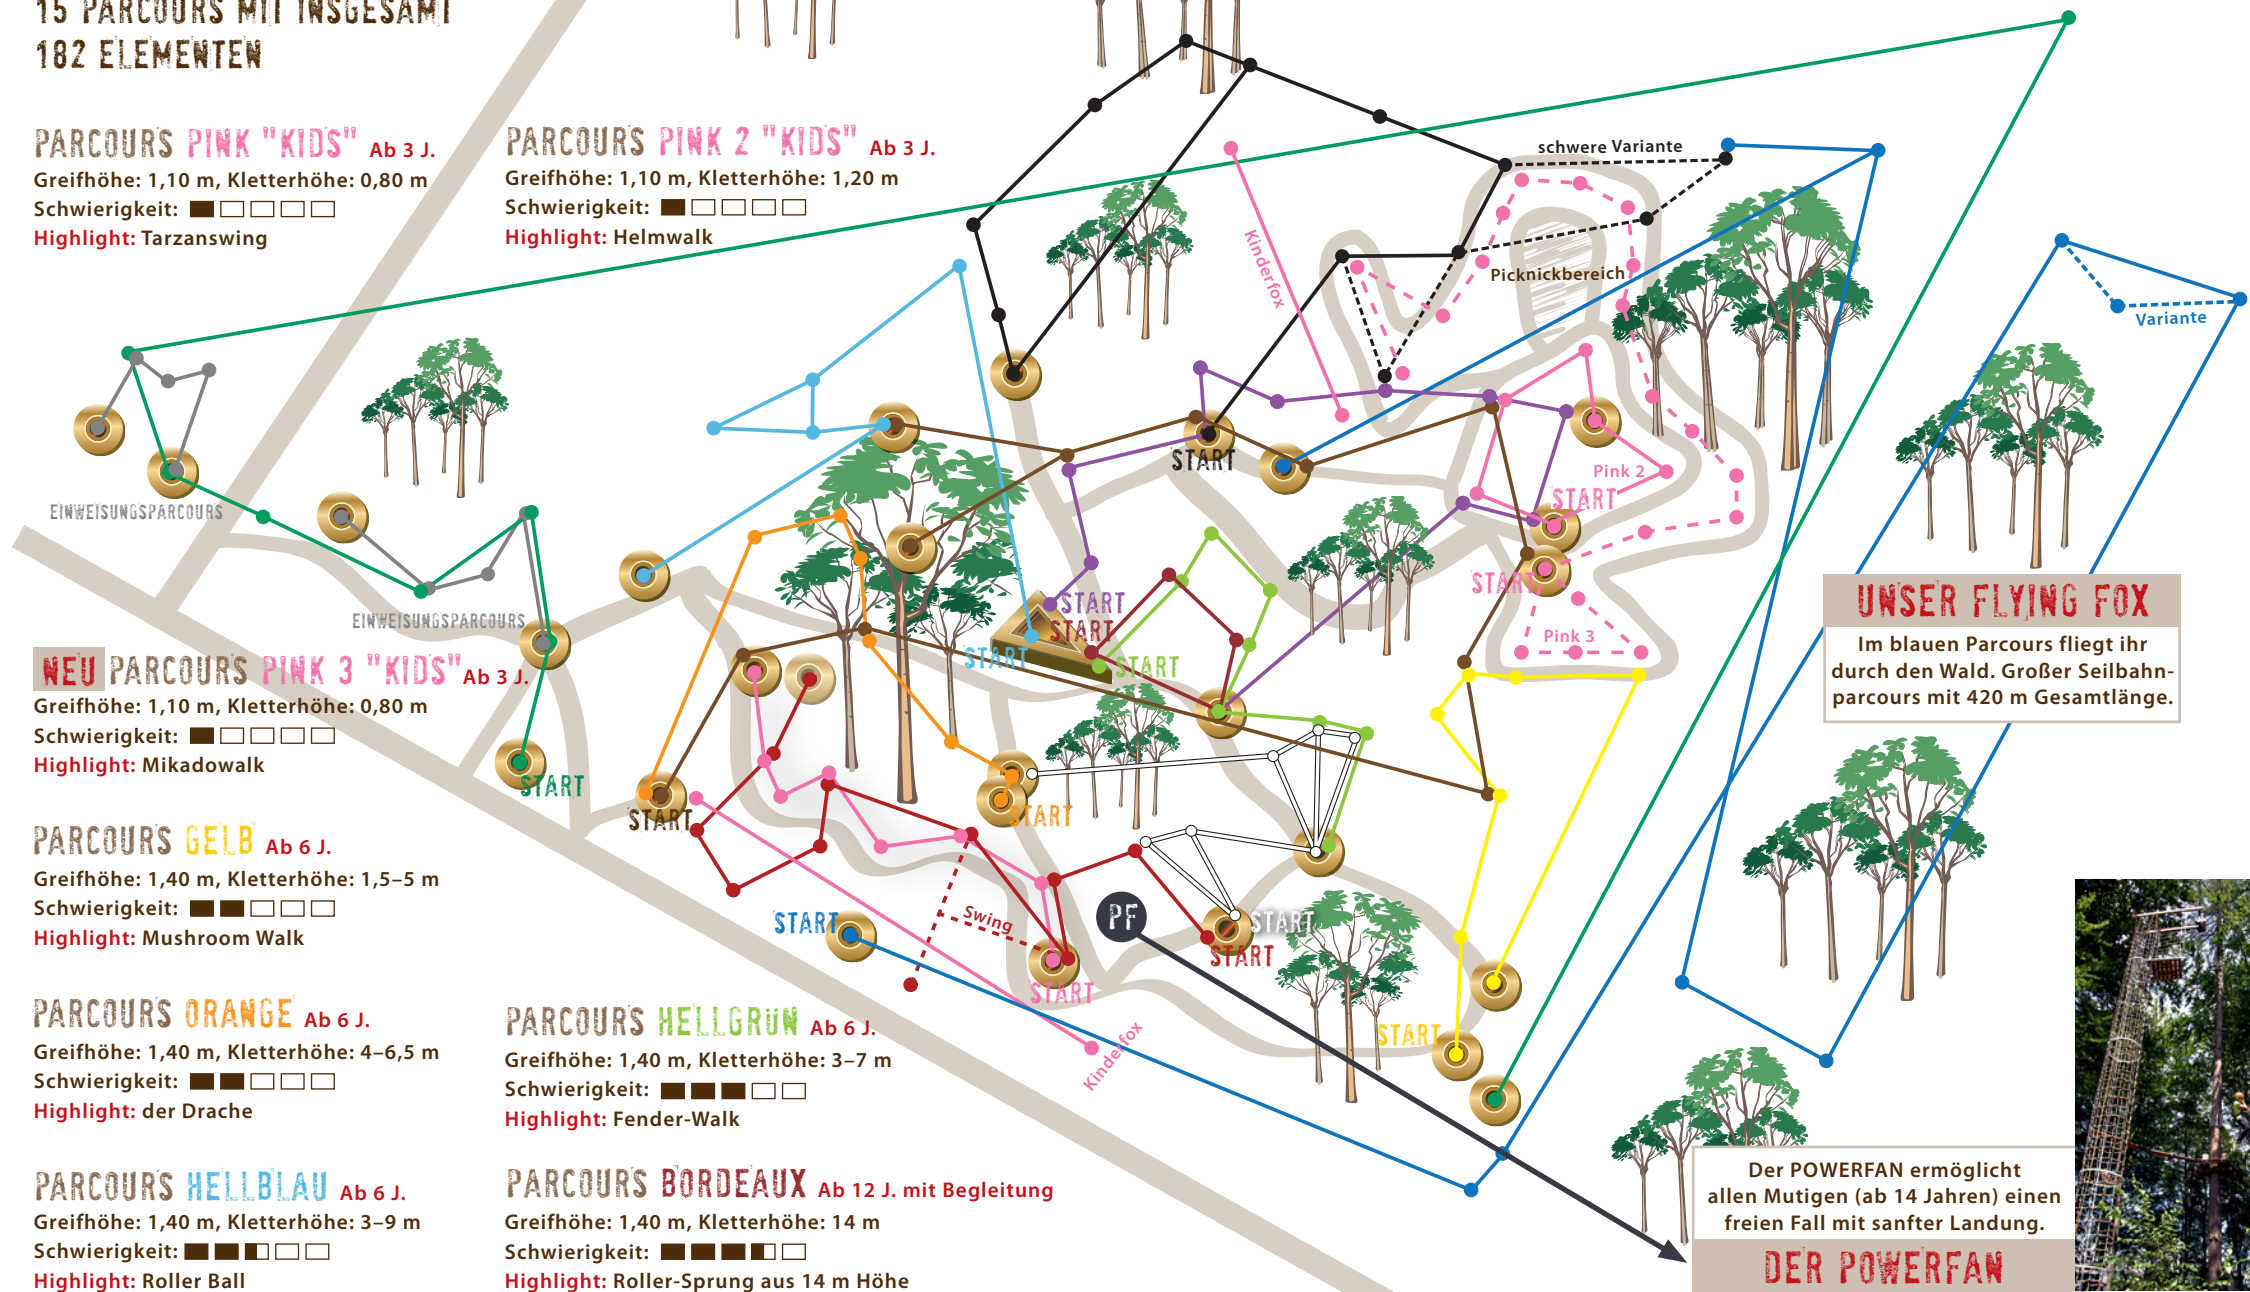 15 PARCOURS MIT INSGESAMT
182 ELEMENTEN
PARCOURS PINK "KIDS" Ab 3 J.
Greifhöhe: 1,10 m, Kletterhöhe: 0,80 m
Schwierigkeit:
Highlight: Tarzanswing
PARCOURS PINK 2 "KIDS" Ab 3 J.
Greifhöhe: 1,10 m, Kletterhöhe: 1,20 m
Schwierigkeit:
Highlight: Helmwalk
schwere Variante
Kinderfox
Picknickbereich
Variante
START
Pink 2
START
EINWEISUNGSPARCOURS
START
EINWEISUNGSPARCOURS
START
START
START
START
Pink 3
UNSER FLYING FOX
Im blauen Parcours fliegt ihr
durch den Wald. Großer Seilbahn-
parcours mit 420 m Gesamtlänge.
NEU PARCOURS PINK 3 "KIDS" Ab 3 J.
Greifhöhe: 1,10 m, Kletterhöhe: 0,80 m
Schwierigkeit:
Highlight: Mikadowalk
START
START
START
PARCOURS GELB Ab 6 J.
Greifhöhe: 1,40 m, Kletterhöhe: 1,5–5 m
Schwierigkeit:
Highlight: Mushroom Walk
START
Swing
PF
START
START
START
START
Kinderfox
PARCOURS ORANGE Ab 6 J.
Greifhöhe: 1,40 m, Kletterhöhe: 4–6,5 m
Schwierigkeit:
Highlight: der Drache
PARCOURS HELLGRÜN Ab 6 J.
Greifhöhe: 1,40 m, Kletterhöhe: 3–7 m
Schwierigkeit:
Highlight: Fender-Walk
PARCOURS HELLBLAU Ab 6 J.
Greifhöhe: 1,40 m, Kletterhöhe: 3–9 m
Schwierigkeit:
Highlight: Roller Ball
PARCOURS BORDEAUX Ab 12 J. mit Begleitung
Greifhöhe: 1,40 m, Kletterhöhe: 14 m
Schwierigkeit:
Highlight: Roller-Sprung aus 14 m Höhe
Der POWERFAN ermöglicht
allen Mutigen (ab 14 Jahren) einen
freien Fall mit sanfter Landung.
DER POWERFAN